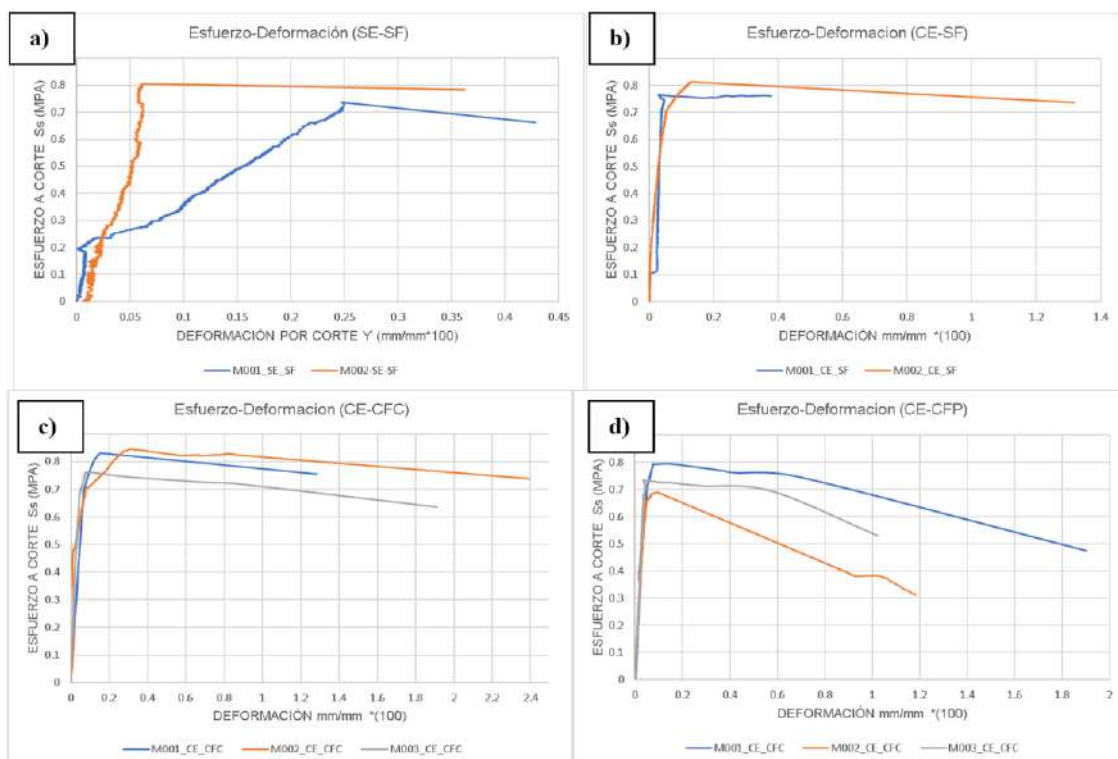 a)
Esfuerzo-Deformación (SE-SF)
ESFUERZO A CORTE Ss (MPA)
0.9
0.8
0.7
0.6
0.5
0.4
0.3
0.2
0.1
0
0 0.05 0.1 0.15 0.2 0.25 0.3 0.35 0.4 0.45
DEFORMACIÓN POR CORTE Y (mm/mm*100)
M001_SE_SF M002-SE-SF
b)
Esfuerzo-Deformacion (CE-SF)
ESFUERZO A CORTE Ss (MPA)
0.9
0.8
0.7
0.6
0.5
0.4
0.3
0.2
0.1
0
0 0.2 0.4 0.6 0.8 1 1.2 1.4
DEFORMACIÓN mm/mm *(100)
M001_CE_SF M002_CE_SF
c)
Esfuerzo-Deformacion (CE-CFC)
ESFUERZO A CORTE Ss (MPA)
0.9
0.8
0.7
0.6
0.5
0.4
0.3
0.2
0.1
0
0 0.2 0.4 0.6 0.8 1 1.2 1.4 1.6 1.8 2 2.2 2.4
DEFORMACIÓN mm/mm *(100)
M001_CE_CFC M002_CE_CFC M003_CE_CFC
d)
Esfuerzo-Deformacion (CE-CFP)
ESFUERZO A CORTE Ss (MPA)
0.9
0.8
0.7
0.6
0.5
0.4
0.3
0.2
0.1
0
0 0.2 0.4 0.6 0.8 1 1.2 1.4 1.6 1.8 2
DEFORMACIÓN mm/mm *(100)
M001_CE_CFC M002_CE_CFC M003_CE_CFC